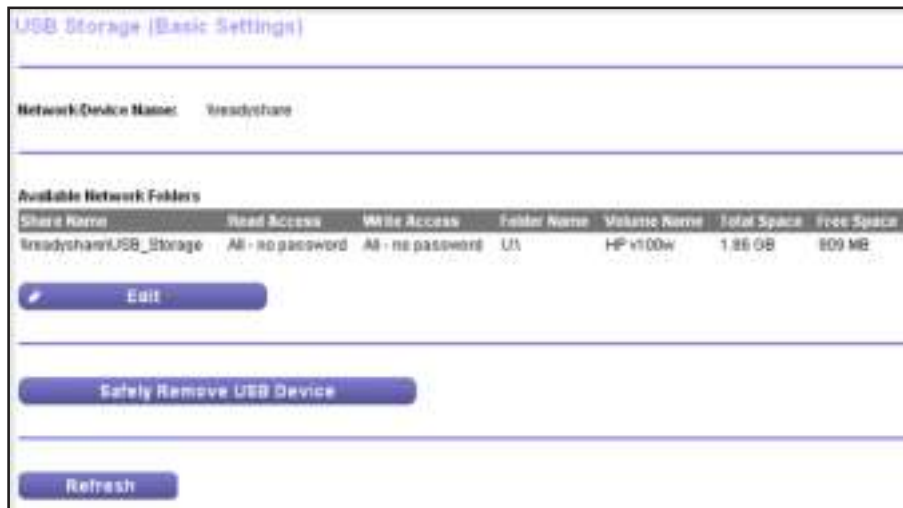 USB Storage (Basic Settings)
Network/Device Name: \\readyshare
Available Network Folders
Share Name Read Access Write Access Folder Name Volume Name Total Space Free Space
\\readyshare\USB_Storage All - no password All - no password U:\ HP v100w 1.86 GB 809 MB
Edit
Safely Remove USB Device
Refresh